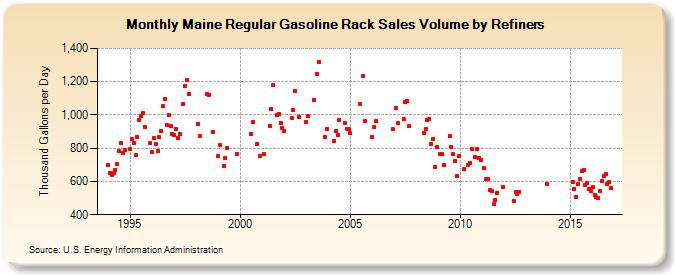 Monthly Maine Regular Gasoline Rack Sales Volume by Refiners
Thousand Gallons per Day
1,400
1,200
1,000
800
600
400
1995 2000 2005 2010 2015
Source: U.S. Energy Information Administration